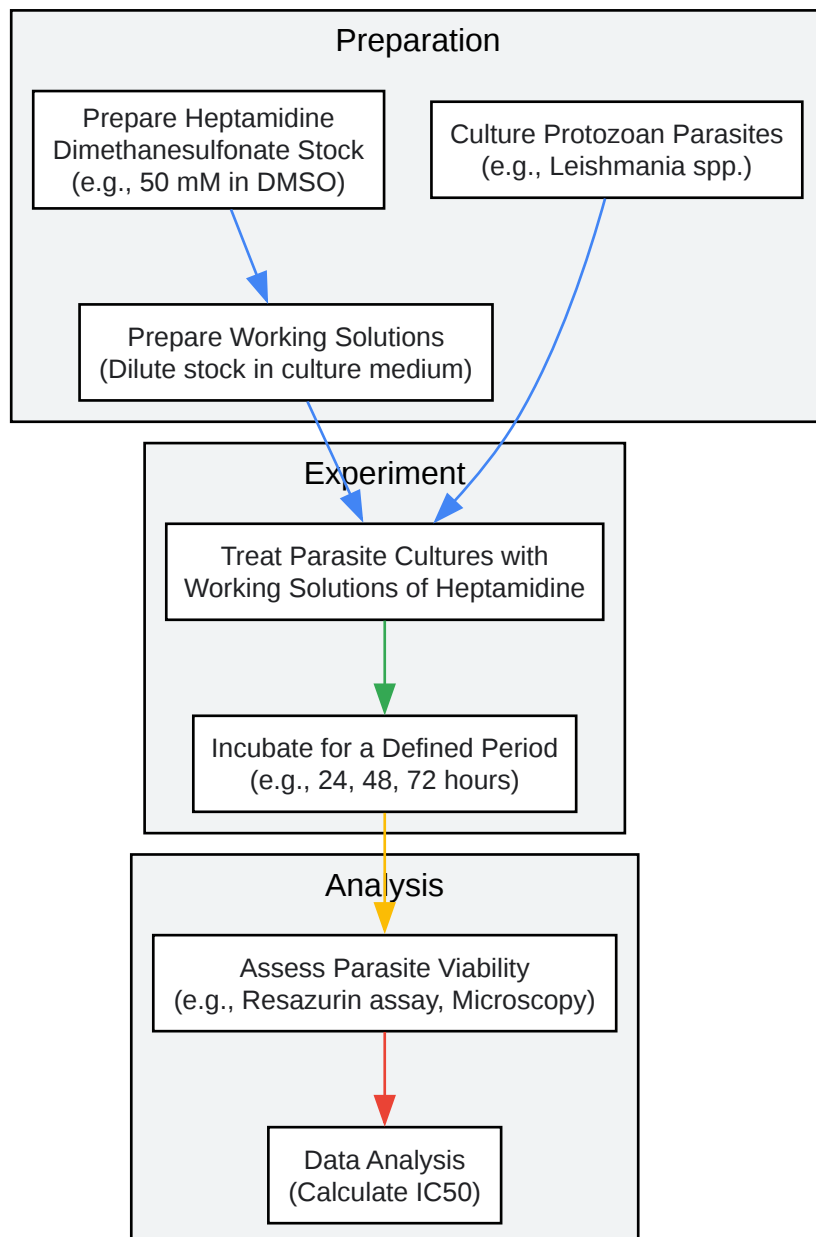 Preparation
Prepare Heptamidine
Dimethanesulfonate Stock
(e.g., 50 mM in DMSO)
Culture Protozoan Parasites
(e.g., Leishmania spp.)
Prepare Working Solutions
(Dilute stock in culture medium)
Experiment
Treat Parasite Cultures with
Working Solutions of Heptamidine
Incubate for a Defined Period
(e.g., 24, 48, 72 hours)
Analysis
Assess Parasite Viability
(e.g., Resazurin assay, Microscopy)
Data Analysis
(Calculate IC50)